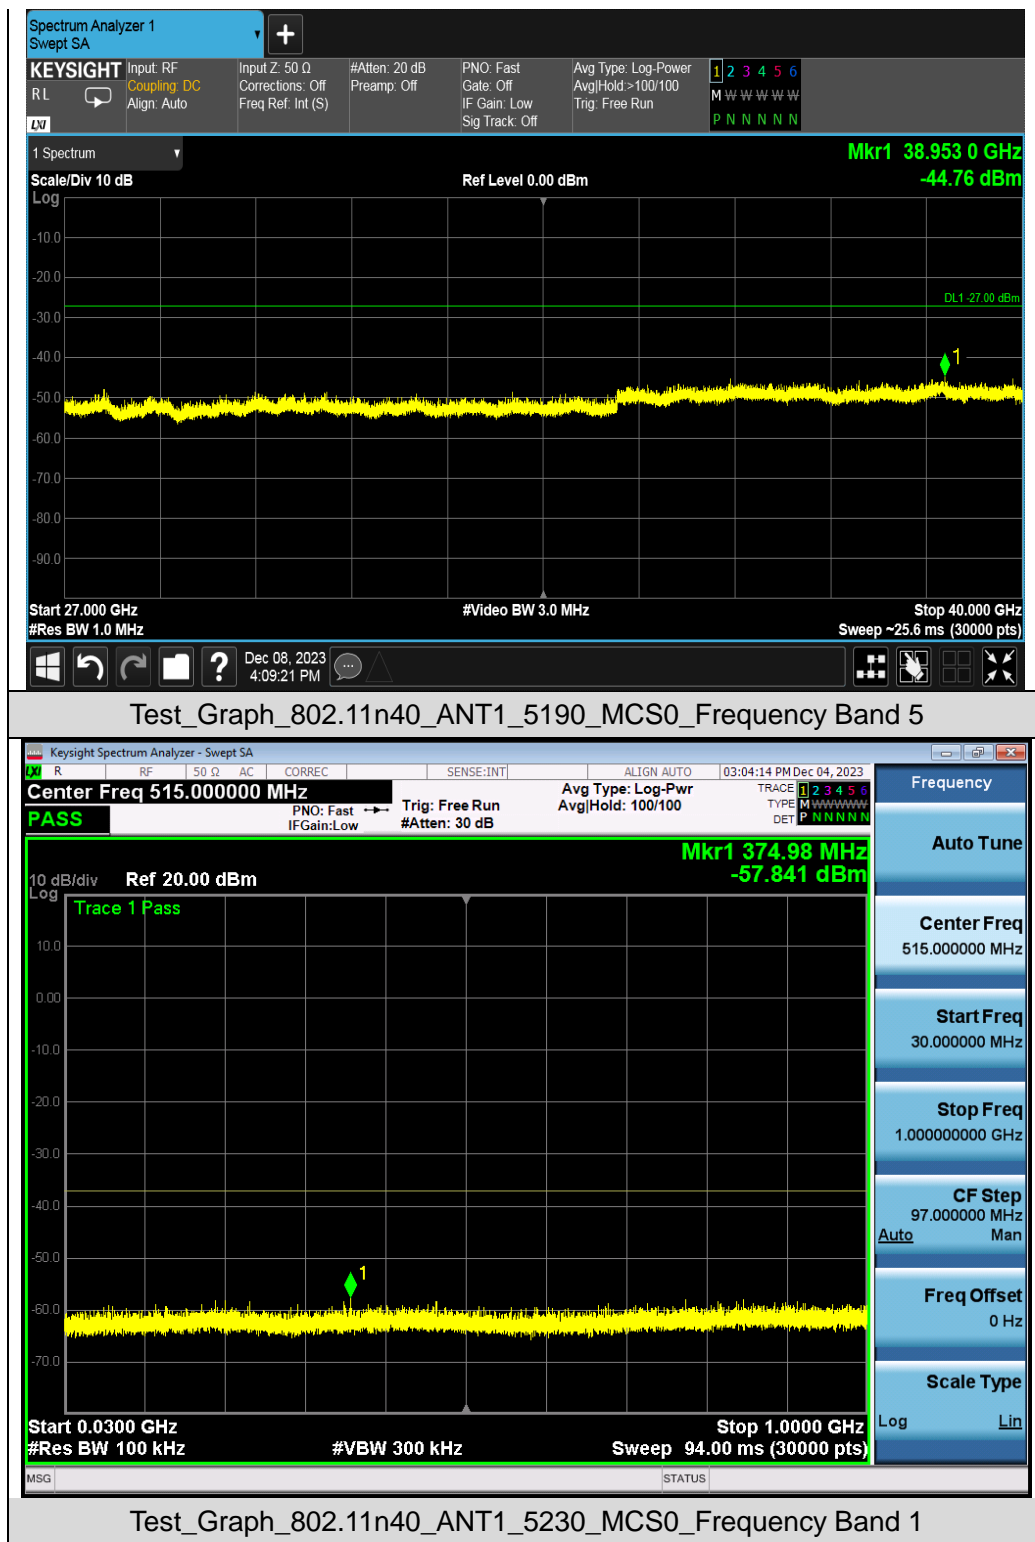 Spectrum Analyzer 1
Swept SA
KEYSIGHT
R L
LXI
Input: RF
Coupling: DC
Align: Auto
Input Z: 50 Ω
Corrections: Off
Freq Ref: Int (S)
#Atten: 20 dB
Preamp: Off
PNO: Fast
Gate: Off
IF Gain: Low
Sig Track: Off
Avg Type: Log-Power
Avg|Hold:>100/100
Trig: Free Run
1 2 3 4 5 6
M W W W W W
P N N N N N
1 Spectrum
Mkr1 38.953 0 GHz
Scale/Div 10 dB
Ref Level 0.00 dBm
-44.76 dBm
Log
-10.0
-20.0
DL1 -27.00 dBm
-30.0
-40.0
1
-50.0
-60.0
-70.0
-80.0
-90.0
Start 27.000 GHz
#Video BW 3.0 MHz
Stop 40.000 GHz
#Res BW 1.0 MHz
Sweep ~25.6 ms (30000 pts)
?
Dec 08, 2023
4:09:21 PM
Test_Graph_802.11n40_ANT1_5190_MCS0_Frequency Band 5
Keysight Spectrum Analyzer - Swept SA
LXI R RF 50 Ω AC CORREC SENSE:INT ALIGN AUTO 03:04:14 PM Dec 04, 2023
Center Freq 515.000000 MHz
PASS
PNO: Fast
IFGain:Low
Trig: Free Run
#Atten: 30 dB
Avg Type: Log-Pwr
Avg|Hold: 100/100
TRACE 1 2 3 4 5 6
TYPE M W W W W W
DET P N N N N N
Mkr1 374.98 MHz
-57.841 dBm
10 dB/div
Ref 20.00 dBm
Log
Trace 1 Pass
10.0
0.00
-10.0
-20.0
-30.0
-40.0
-50.0
1
-60.0
-70.0
Start 0.0300 GHz
Stop 1.0000 GHz
#Res BW 100 kHz
#VBW 300 kHz
Sweep 94.00 ms (30000 pts)
MSG
STATUS
Frequency
Auto Tune
Center Freq
515.000000 MHz
Start Freq
30.000000 MHz
Stop Freq
1.000000000 GHz
CF Step
97.000000 MHz
Auto Man
Freq Offset
0 Hz
Scale Type
Log Lin
Test_Graph_802.11n40_ANT1_5230_MCS0_Frequency Band 1